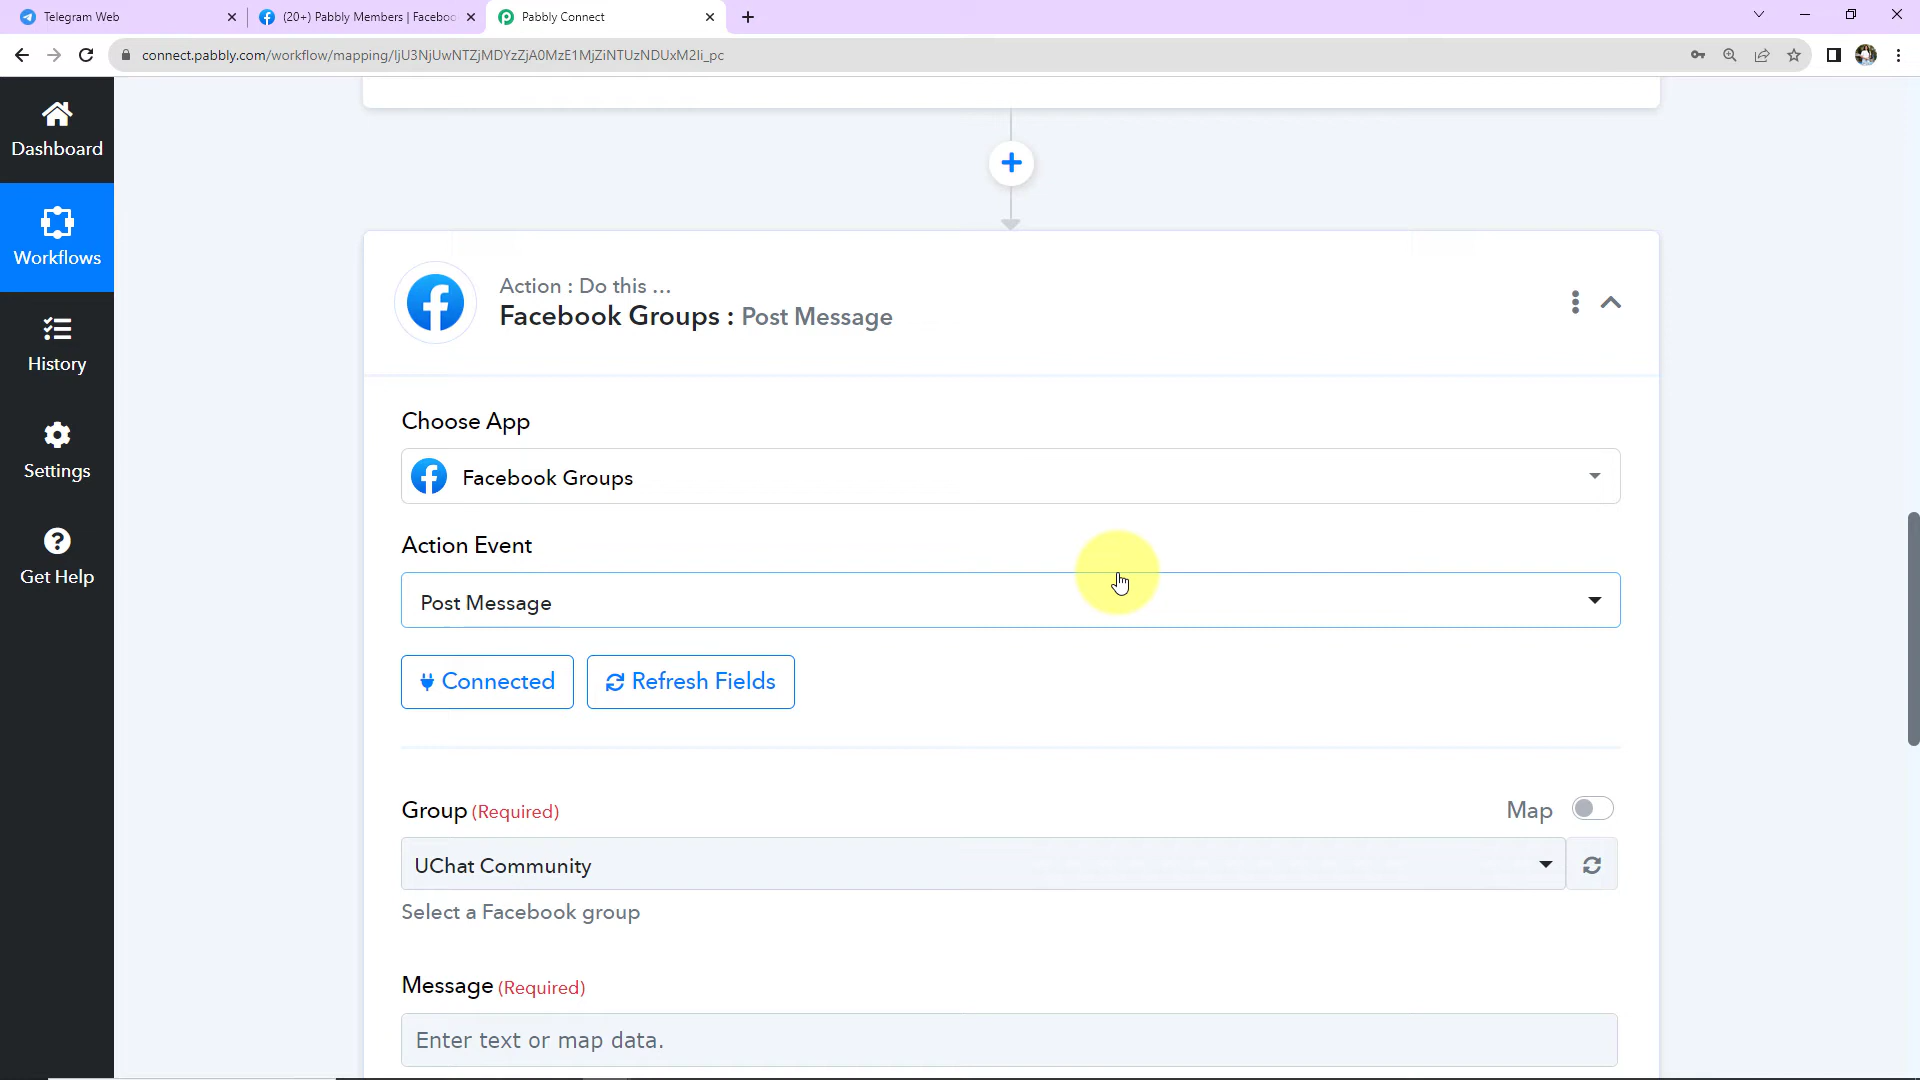 Telegram Web
(20+) Pabbly Members | Faceboo
Pabbly Connect
connect.pabbly.com/workflow/mapping/IjU3NjUwNTZjMDYzZjA0MzE1MjZiNTUzNDUxM2Ii_pc
Dashboard
Workflows
History
Settings
Get Help
Action : Do this ...
Facebook Groups : Post Message
Choose App
Facebook Groups
Action Event
Post Message
Connected
Refresh Fields
Group (Required)
Map
UChat Community
Select a Facebook group
Message (Required)
Enter text or map data.